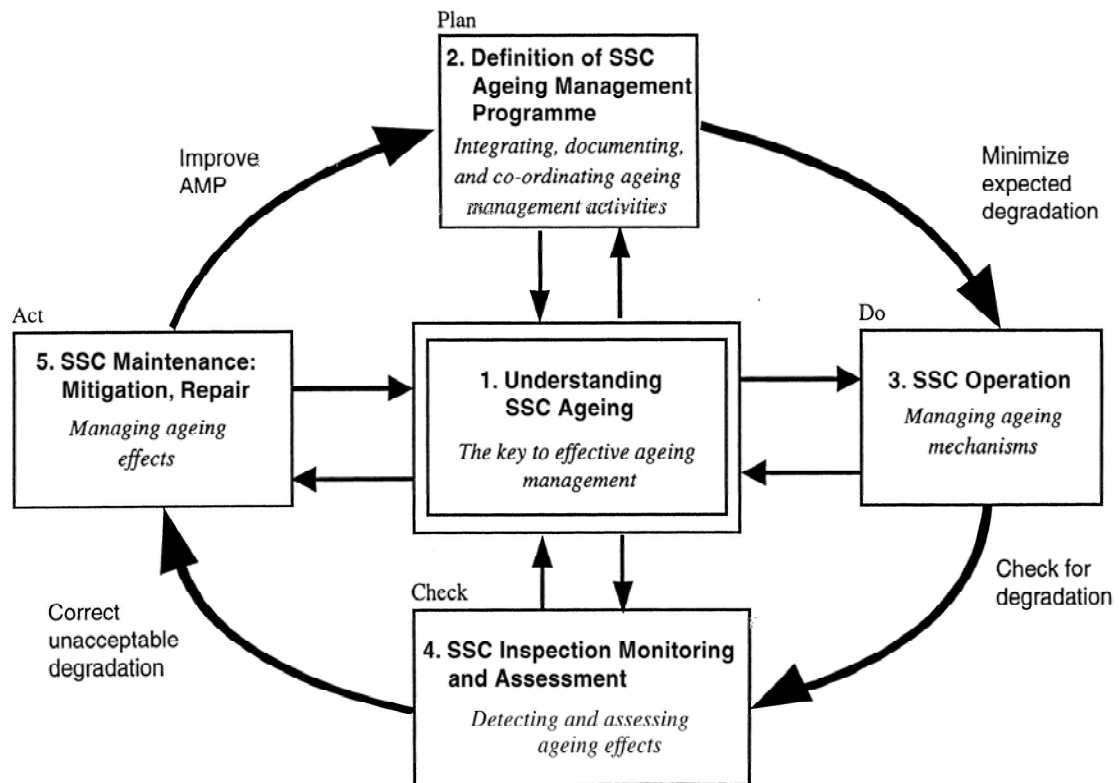 Plan
2. Definition of SSC
Ageing Management
Programme
Integrating, documenting,
and co-ordinating ageing
management activities
Improve
AMP
Minimize
expected
degradation
Act
5. SSC Maintenance:
Mitigation, Repair
Managing ageing
effects
1. Understanding
SSC Ageing
The key to effective ageing
management
Do
3. SSC Operation
Managing ageing
mechanisms
Correct
unacceptable
degradation
Check
4. SSC Inspection Monitoring
and Assessment
Detecting and assessing
ageing effects
Check for
degradation